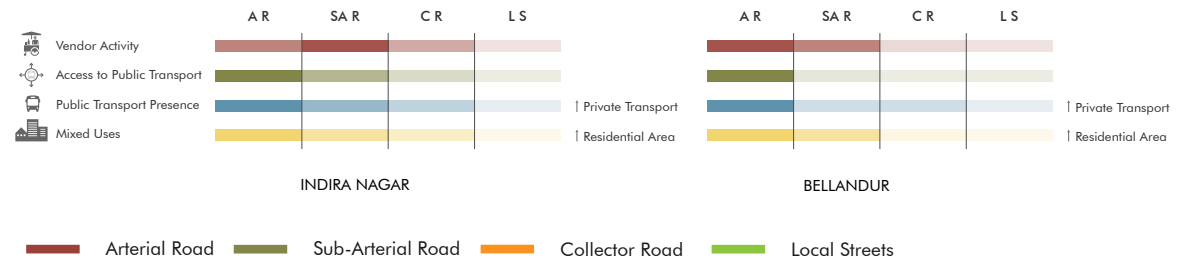 A R SA R C R L S A R SA R C R L S
Vendor Activity
Access to Public Transport
Public Transport Presence ↑ Private Transport ↑ Private Transport
Mixed Uses ↑ Residential Area ↑ Residential Area
INDIRA NAGAR BELLANDUR
Arterial Road Sub-Arterial Road Collector Road Local Streets